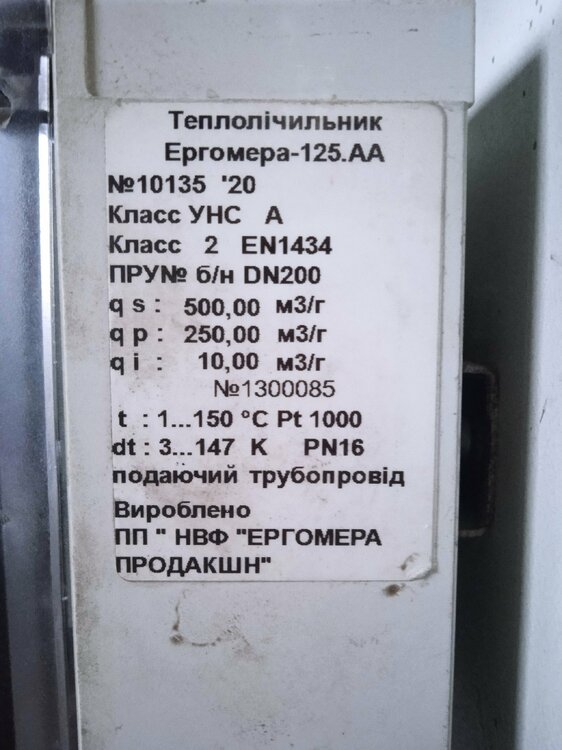 Теплолічильник
Ергомера-125.АА
№10135 '20
Класс УНС А
Класс 2 EN1434
ПРУ№ б/н DN200
q s : 500,00 м3/г
q p : 250,00 м3/г
q i : 10,00 м3/г
№1300085
t : 1...150 °C Pt 1000
dt : 3...147 K PN16
подаючий трубопровід
Вироблено
ПП " НВФ "ЕРГОМЕРА
ПРОДАКШН"